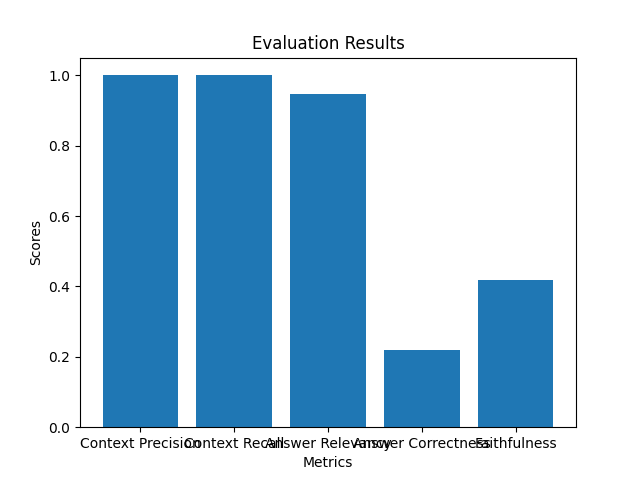 Evaluation Results
1.0
0.8
0.6
0.4
0.2
0.0
Scores
Context Precision
Context Recall
Answer Relevancy
Answer Correctness
Faithfulness
Metrics